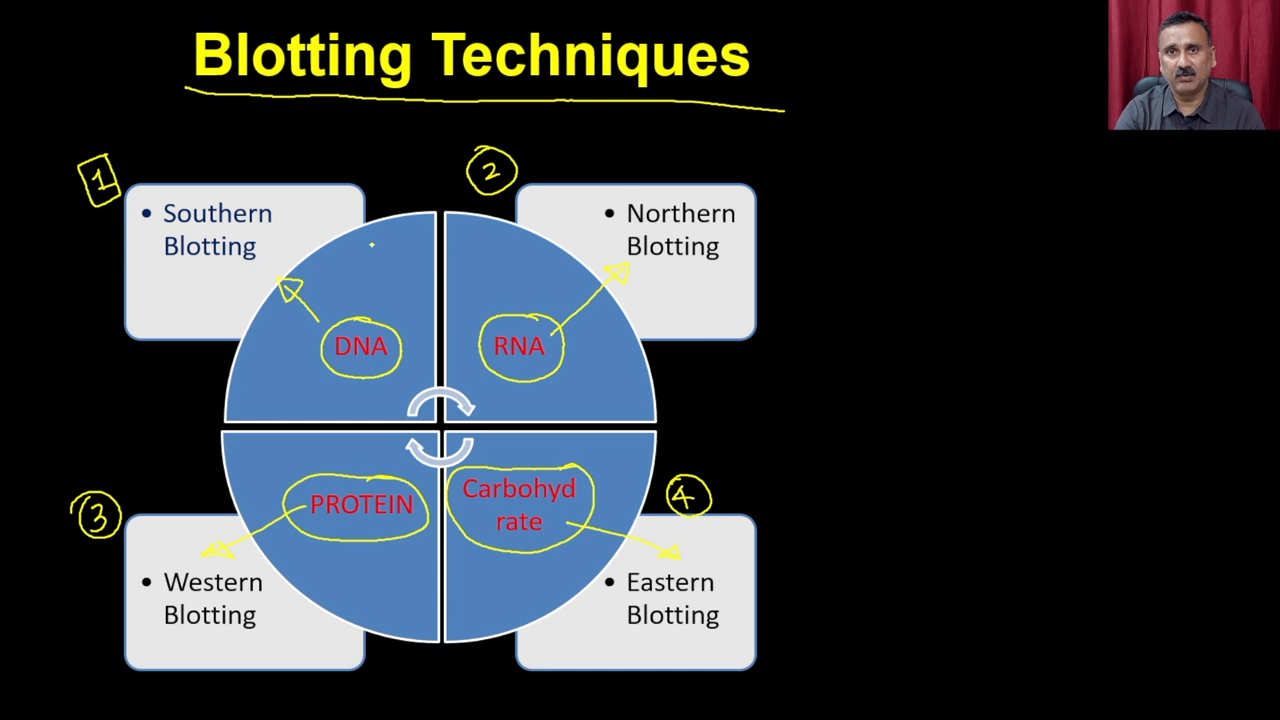 Blotting Techniques
1
• Southern
Blotting
2
• Northern
Blotting
DNA
RNA
PROTEIN
Carbohyd
rate
3
• Western
Blotting
4
• Eastern
Blotting